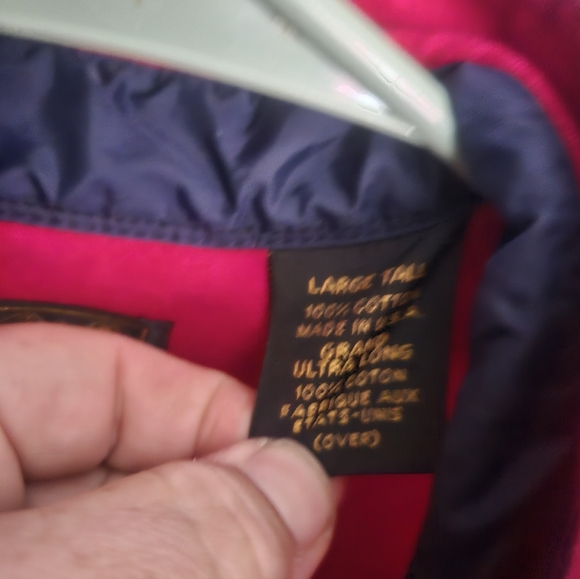 LARGE TALL
100% COTTON
MADE IN U.S.A.
GRAND
ULTRA LONG
100% COTON
FABRIQUE AUX
ETATS-UNIS
(OVER)